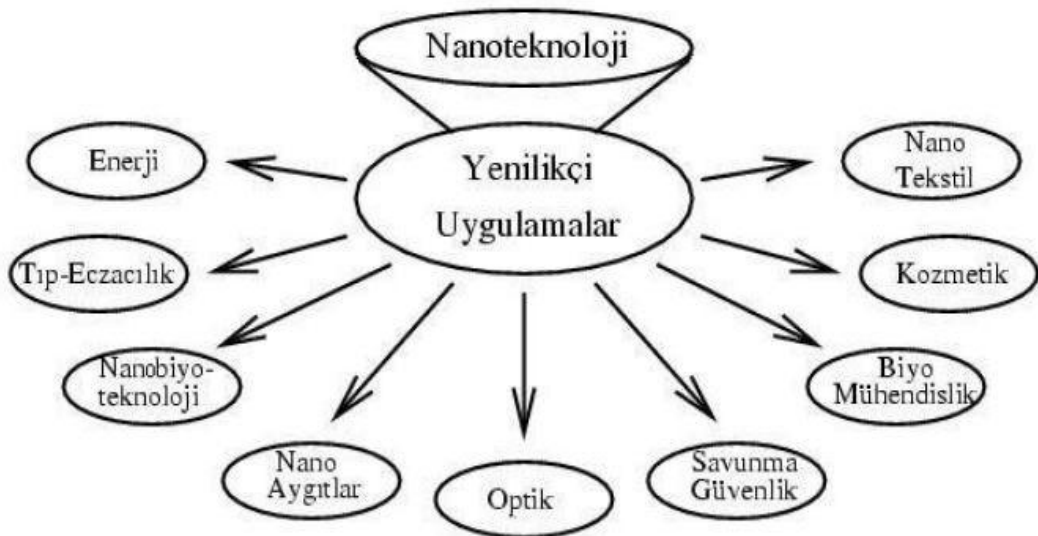 Nanoteknoloji
Yenilikçi
Uygulamalar
Enerji
Tıp-Eczacılık
Nanobiyo-
teknoloji
Nano
Aygıtlar
Optik
Savunma
Güvenlik
Biyo
Mühendislik
Kozmetik
Nano
Tekstil